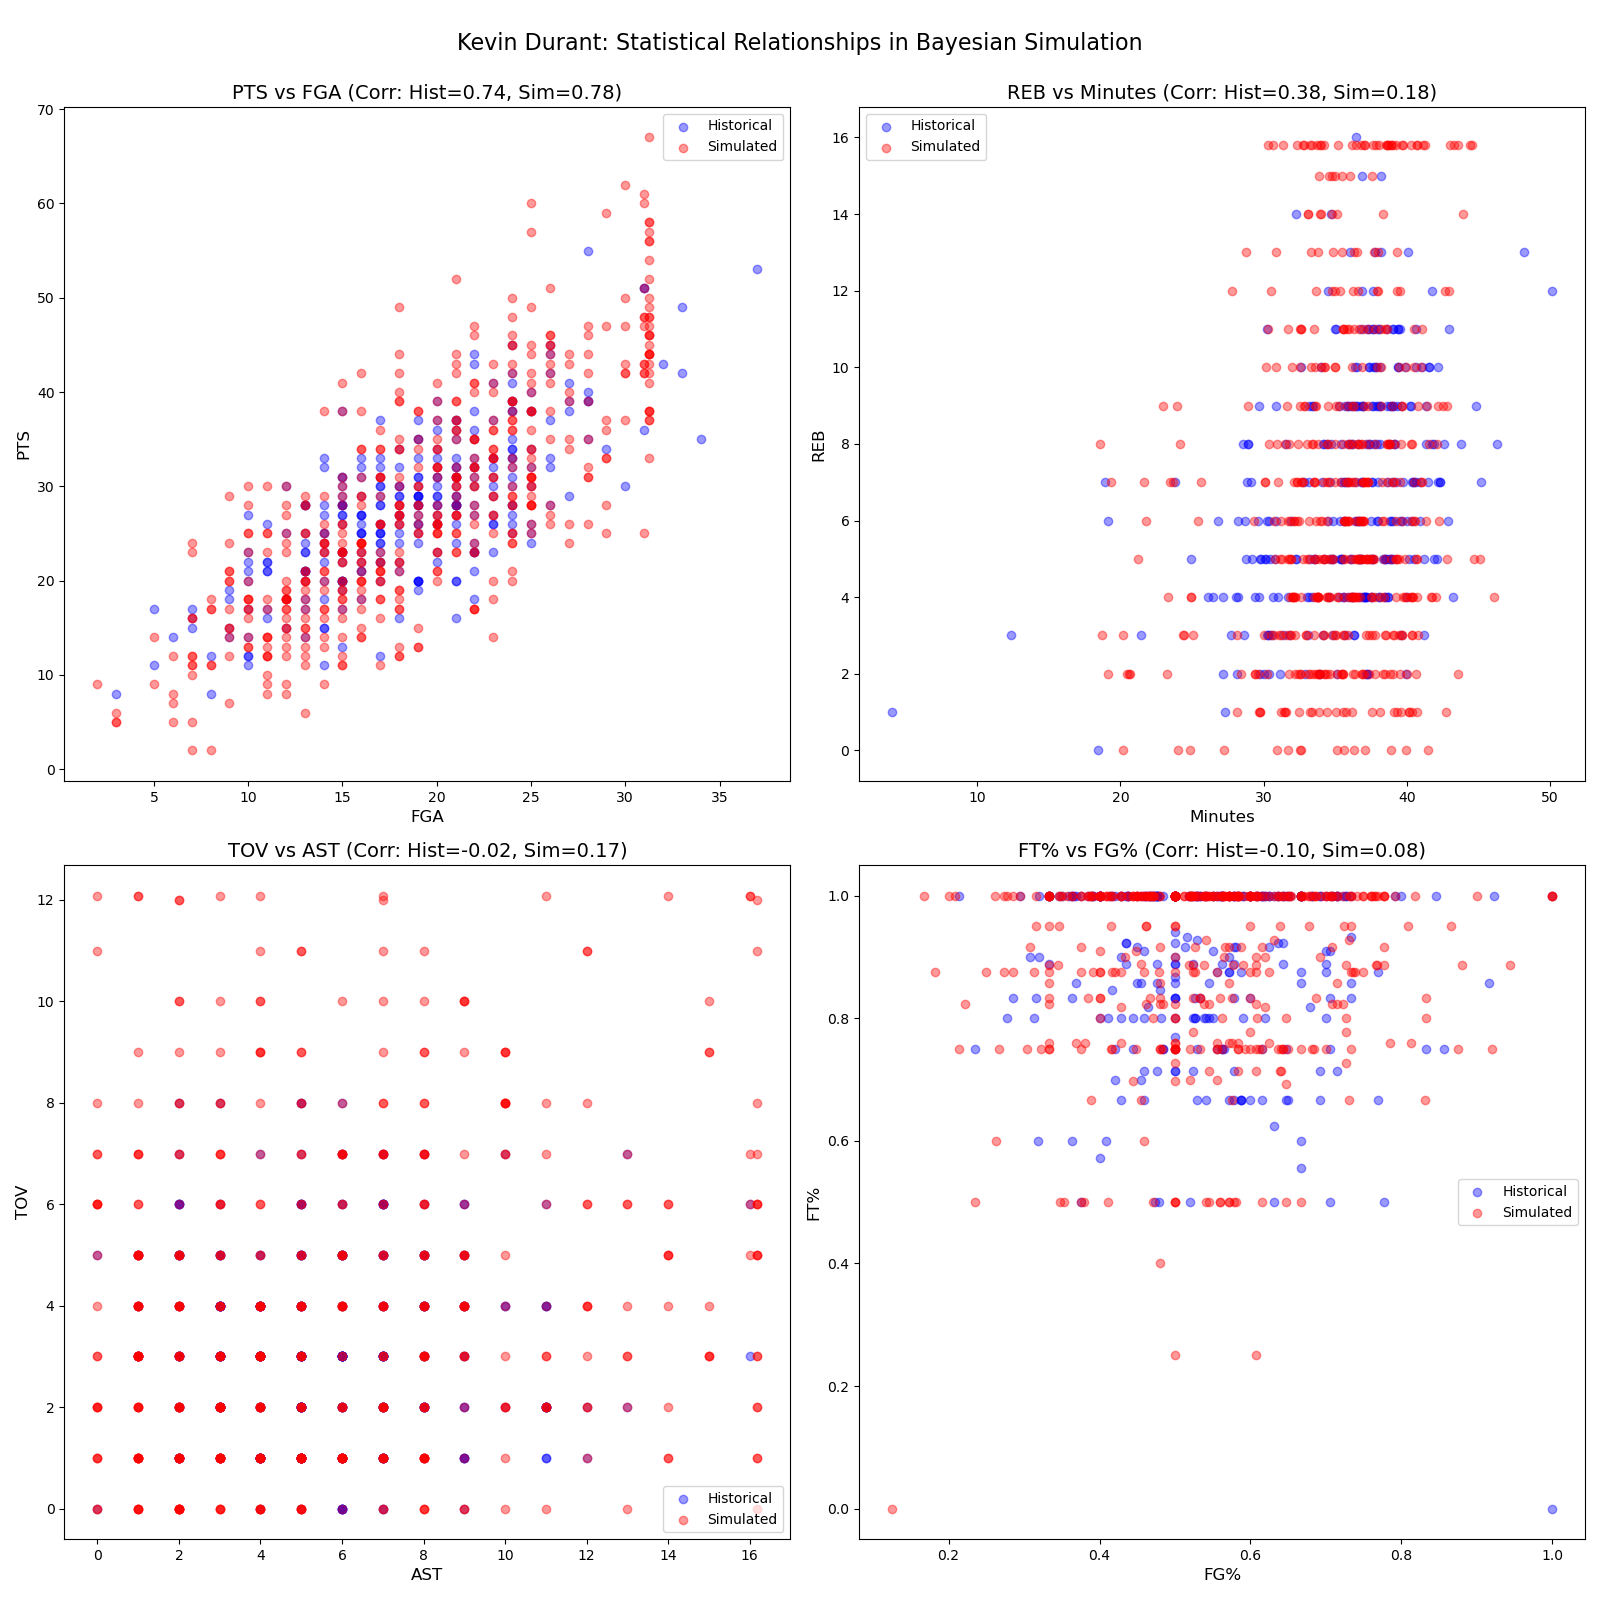 Kevin Durant: Statistical Relationships in Bayesian Simulation
PTS vs FGA (Corr: Hist=0.74, Sim=0.78)
Historical
Simulated
70
60
50
40
30
20
10
0
PTS
5 10 15 20 25 30 35
FGA
REB vs Minutes (Corr: Hist=0.38, Sim=0.18)
Historical
Simulated
16
14
12
10
8
6
4
2
0
REB
10 20 30 40 50
Minutes
TOV vs AST (Corr: Hist=-0.02, Sim=0.17)
12
10
8
6
4
2
0
TOV
Historical
Simulated
0 2 4 6 8 10 12 14 16
AST
FT% vs FG% (Corr: Hist=-0.10, Sim=0.08)
1.0
0.8
0.6
0.4
0.2
0.0
FT%
Historical
Simulated
0.2 0.4 0.6 0.8 1.0
FG%